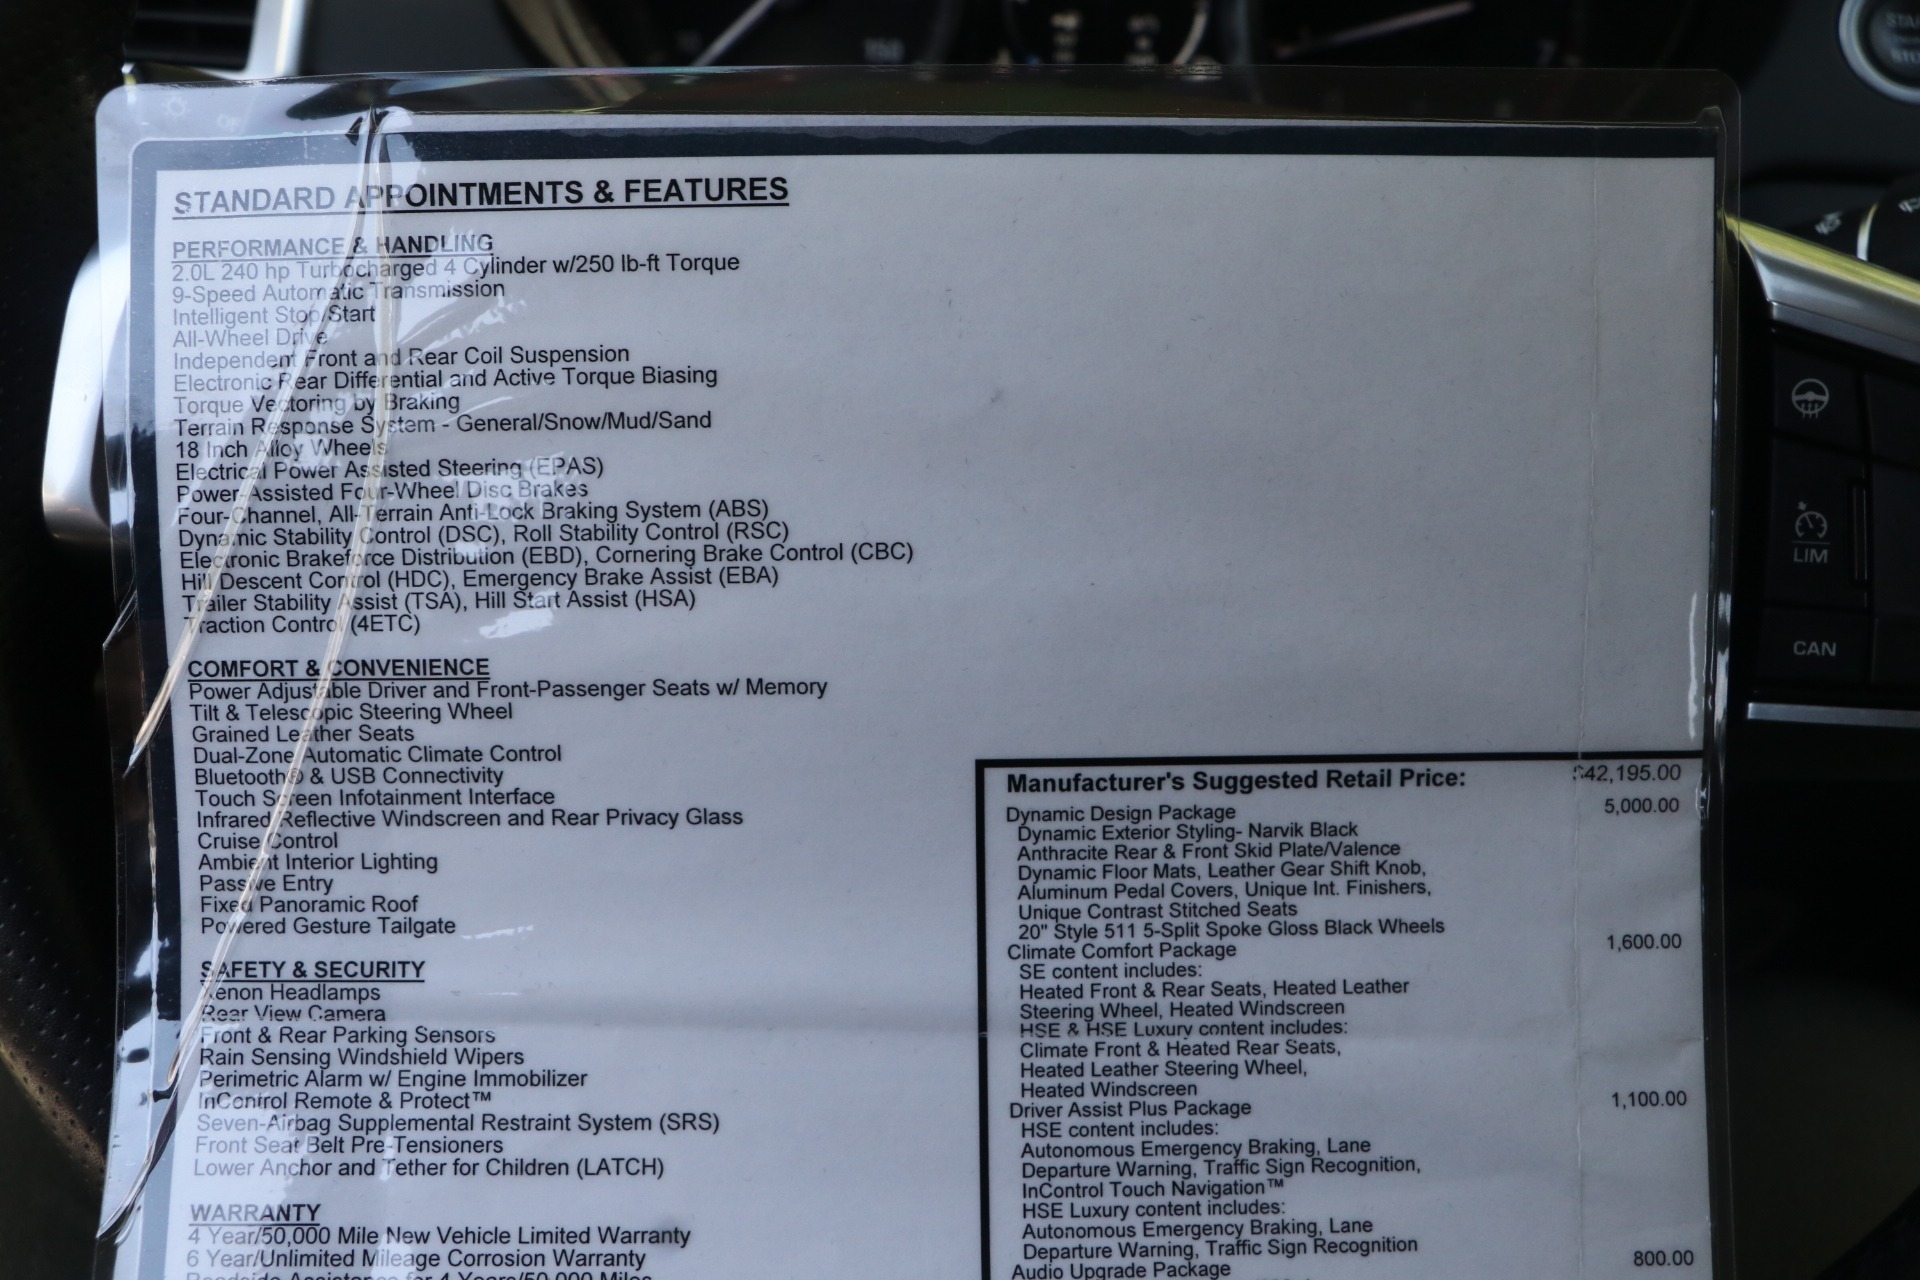 150
7
START
STANDARD APPOINTMENTS & FEATURES
PERFORMANCE & HANDLING
2.0L 240 hp Turbocharged 4 Cylinder w/250 lb-ft Torque
9-Speed Automatic Transmission
Intelligent Stop/Start
All-Wheel Drive
Independent Front and Rear Coil Suspension
Electronic Rear Differential and Active Torque Biasing
Torque Vectoring by Braking
Terrain Response System - General/Snow/Mud/Sand
18 Inch Alloy Wheels
Electrical Power Assisted Steering (EPAS)
Power-Assisted Four-Wheel Disc Brakes
Four-Channel, All-Terrain Anti-Lock Braking System (ABS)
Dynamic Stability Control (DSC), Roll Stability Control (RSC)
Electronic Brakeforce Distribution (EBD), Cornering Brake Control (CBC)
Hill Descent Control (HDC), Emergency Brake Assist (EBA)
Trailer Stability Assist (TSA), Hill Start Assist (HSA)
Traction Control (4ETC)
COMFORT & CONVENIENCE
Power Adjustable Driver and Front-Passenger Seats w/ Memory
Tilt & Telescopic Steering Wheel
Grained Leather Seats
Dual-Zone Automatic Climate Control
Bluetooth® & USB Connectivity
Touch Screen Infotainment Interface
Infrared Reflective Windscreen and Rear Privacy Glass
Cruise Control
Ambient Interior Lighting
Passive Entry
Fixed Panoramic Roof
Powered Gesture Tailgate
SAFETY & SECURITY
Xenon Headlamps
Rear View Camera
Front & Rear Parking Sensors
Rain Sensing Windshield Wipers
Perimetric Alarm w/ Engine Immobilizer
InControl Remote & Protect™
Seven-Airbag Supplemental Restraint System (SRS)
Front Seat Belt Pre-Tensioners
Lower Anchor and Tether for Children (LATCH)
WARRANTY
4 Year/50,000 Mile New Vehicle Limited Warranty
6 Year/Unlimited Mileage Corrosion Warranty
Roadside Assistance for 4 Years/50,000 Miles
Manufacturer's Suggested Retail Price: $42,195.00
Dynamic Design Package 5,000.00
Dynamic Exterior Styling- Narvik Black
Anthracite Rear & Front Skid Plate/Valence
Dynamic Floor Mats, Leather Gear Shift Knob,
Aluminum Pedal Covers, Unique Int. Finishers,
Unique Contrast Stitched Seats
20" Style 511 5-Split Spoke Gloss Black Wheels
Climate Comfort Package 1,600.00
SE content includes:
Heated Front & Rear Seats, Heated Leather
Steering Wheel, Heated Windscreen
HSE & HSE Luxury content includes:
Climate Front & Heated Rear Seats,
Heated Leather Steering Wheel,
Heated Windscreen
Driver Assist Plus Package 1,100.00
HSE content includes:
Autonomous Emergency Braking, Lane
Departure Warning, Traffic Sign Recognition,
InControl Touch Navigation™
HSE Luxury content includes:
Autonomous Emergency Braking, Lane
Departure Warning, Traffic Sign Recognition
Audio Upgrade Package 800.00
LIM
CAN